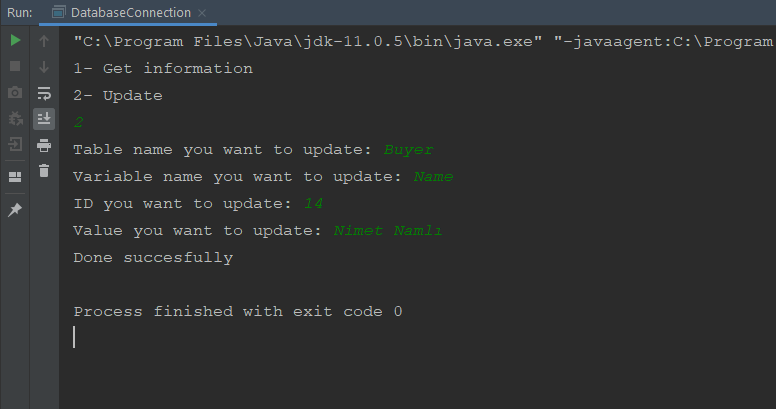 Run: DatabaseConnection ×
"C:\Program Files\Java\jdk-11.0.5\bin\java.exe" "-javaagent:C:\Program
1- Get information
2- Update
2
Table name you want to update: Buyer
Variable name you want to update: Name
ID you want to update: 14
Value you want to update: Nimet Namlı
Done succesfully
Process finished with exit code 0